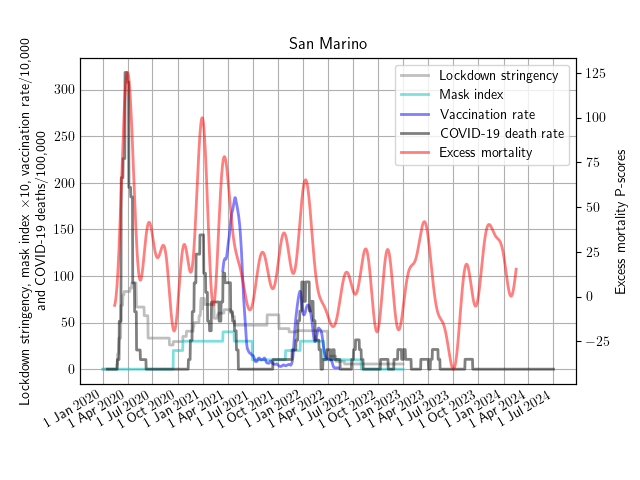 San Marino
Lockdown stringency, mask index ×10, vaccination rate/10,000
and COVID-19 deaths/100,000
300
250
200
150
100
50
0
125
100
75
50
25
0
−25
Excess mortality P-scores
Lockdown stringency
Mask index
Vaccination rate
COVID-19 death rate
Excess mortality
1 Jan 2020
1 Apr 2020
1 Jul 2020
1 Oct 2020
1 Jan 2021
1 Apr 2021
1 Jul 2021
1 Oct 2021
1 Jan 2022
1 Apr 2022
1 Jul 2022
1 Oct 2022
1 Jan 2023
1 Apr 2023
1 Jul 2023
1 Oct 2023
1 Jan 2024
1 Apr 2024
1 Jul 2024